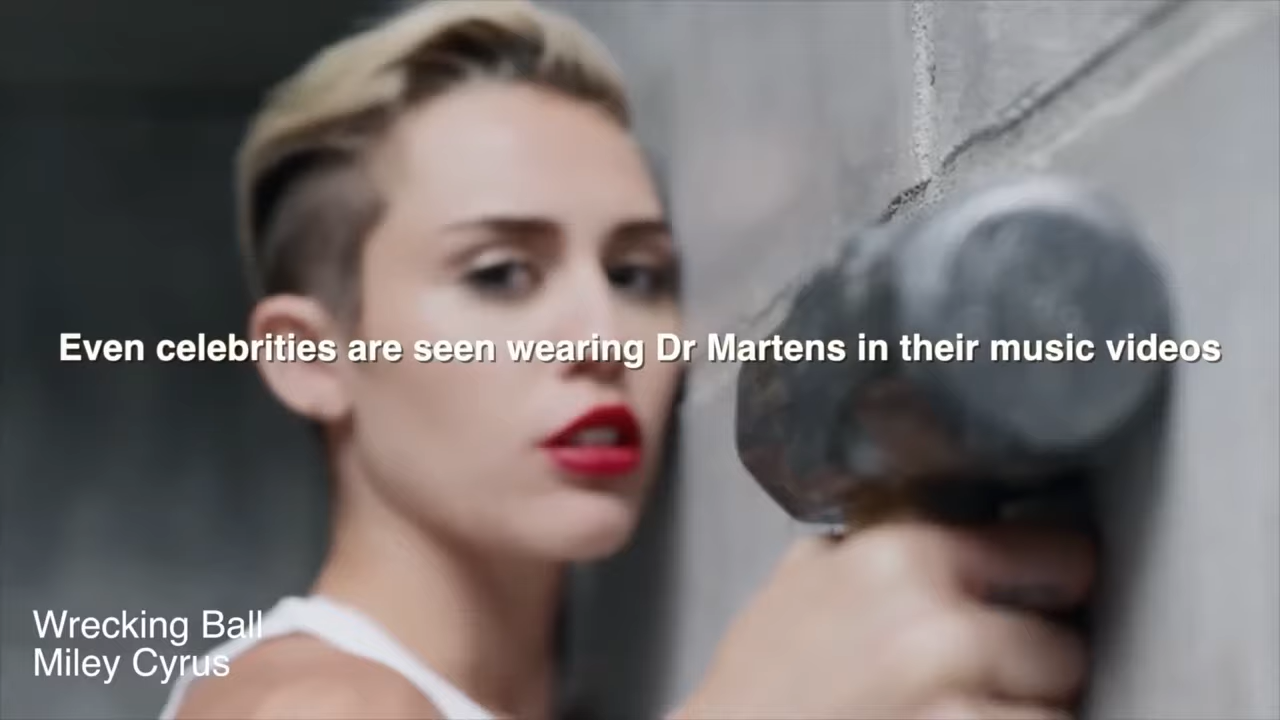 Even celebrities are seen wearing Dr Martens in their music videos
Wrecking Ball
Miley Cyrus